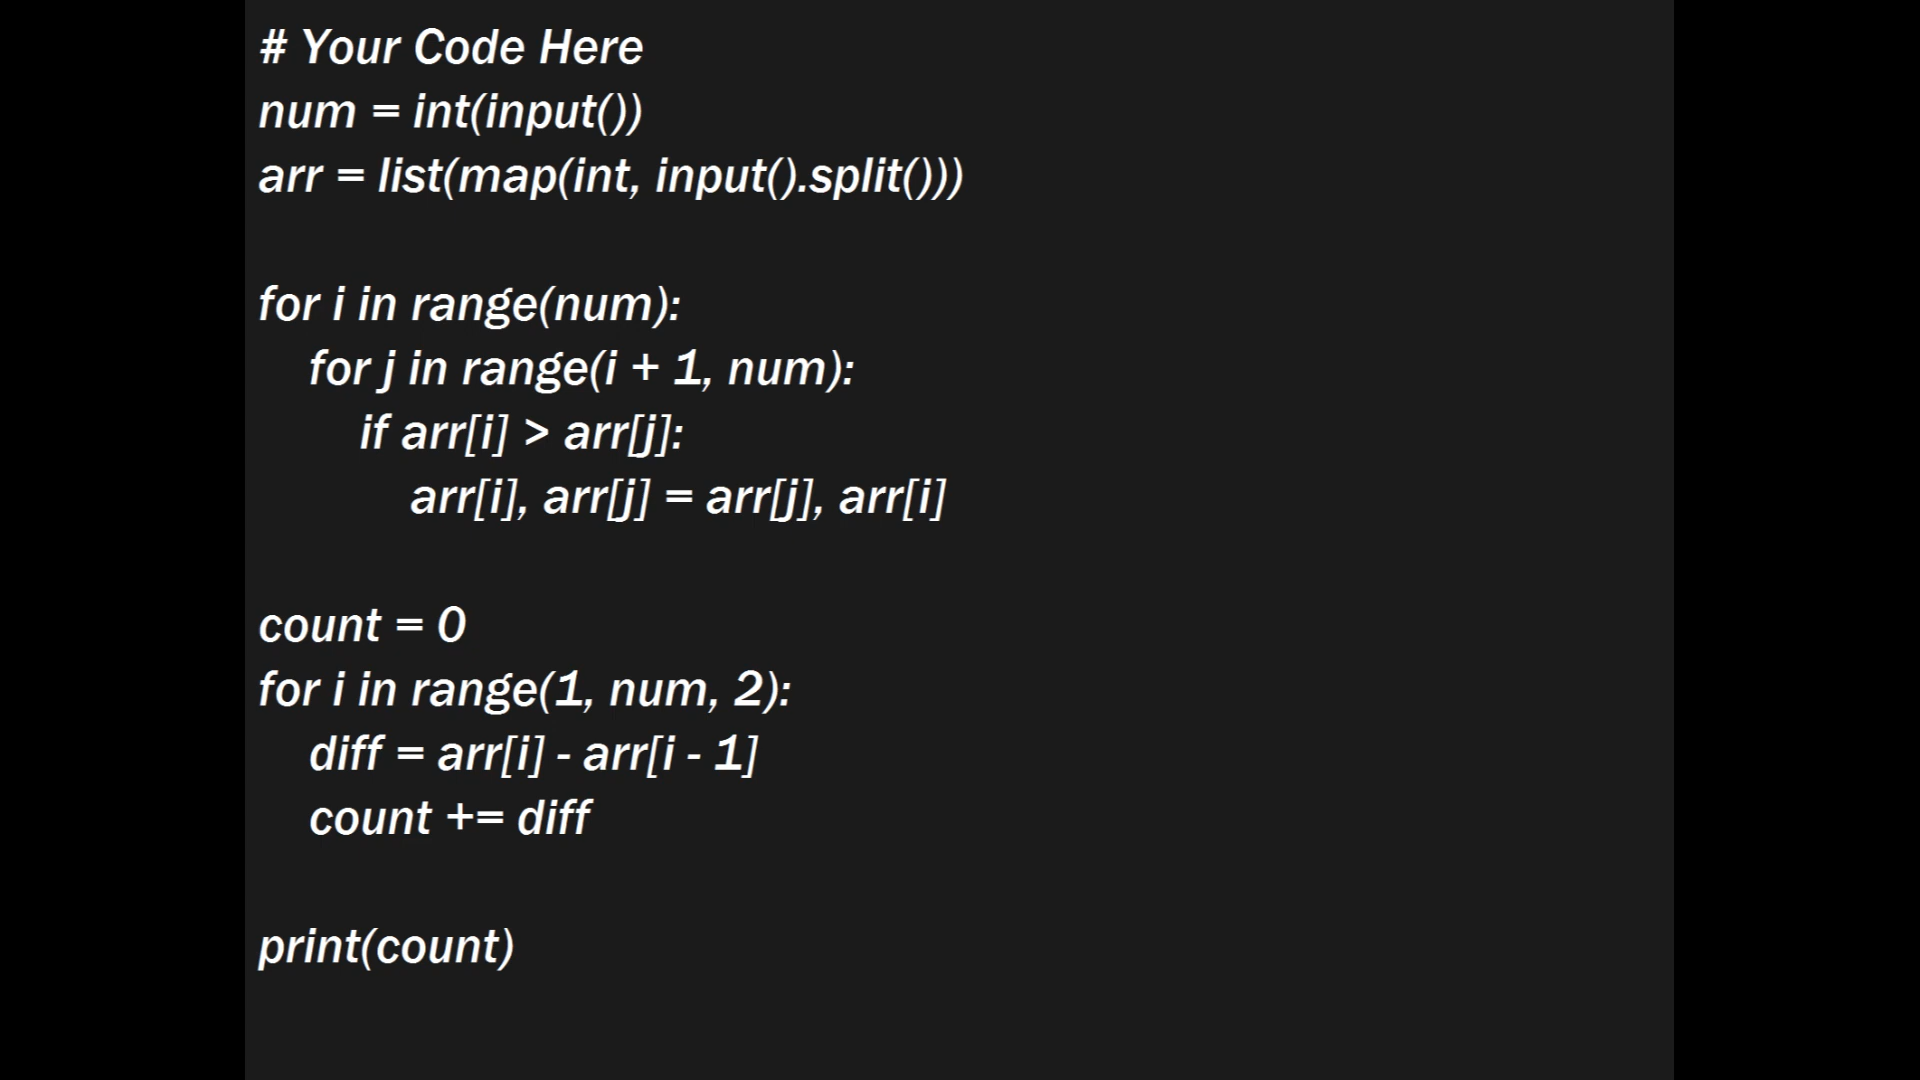 # Your Code Here
num = int(input())
arr = list(map(int, input().split()))
for i in range(num):
for j in range(i + 1, num):
if arr[i] > arr[j]:
arr[i], arr[j] = arr[j], arr[i]
count = 0
for i in range(1, num, 2):
diff = arr[i] - arr[i - 1]
count += diff
print(count)